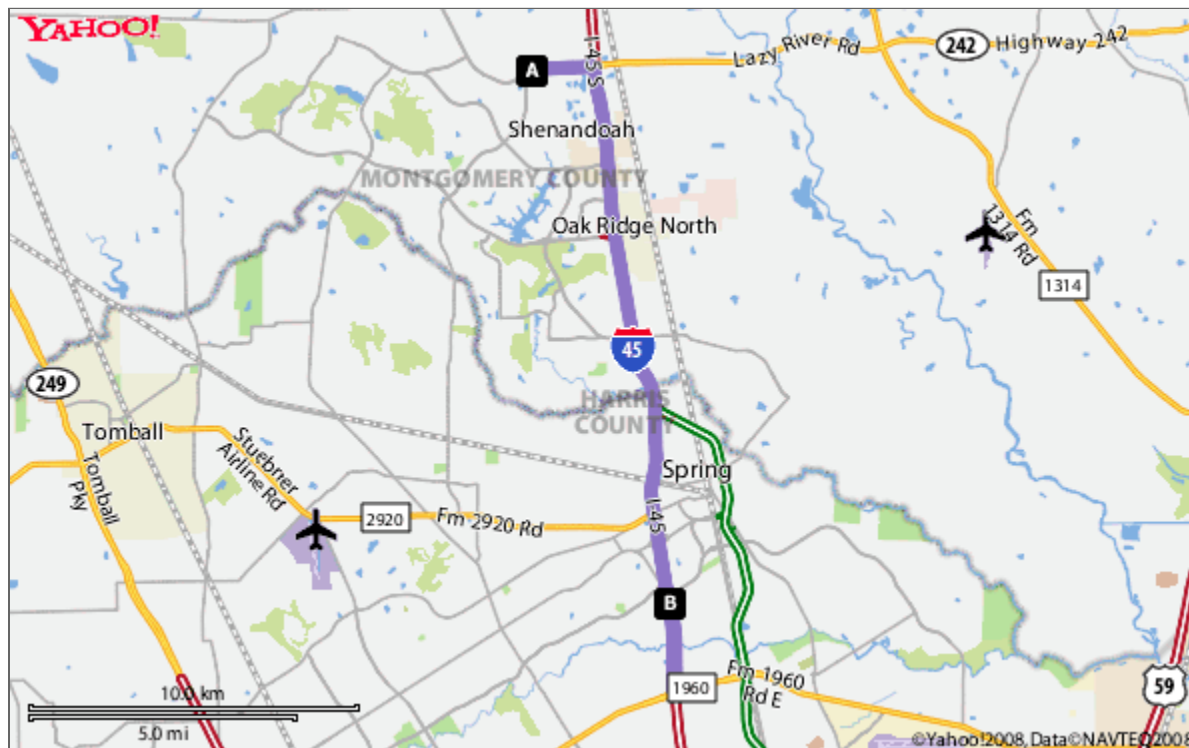 YAHOO!
I 45 S
Lazy River Rd
242
Highway 242
A
Shenandoah
MONTGOMERY COUNTY
Oak Ridge North
Fm
1314 Rd
1314
45
249
HARRIS
COUNTY
Tomball
Stuebner
Airline Rd
Spring
Tomball
Pky
2920
Fm 2920 Rd
I 45
B
Fm 1960
Rd E
1960
59
10.0 km
5.0 mi
©Yahoo!2008,Data©NAVTEQ2008